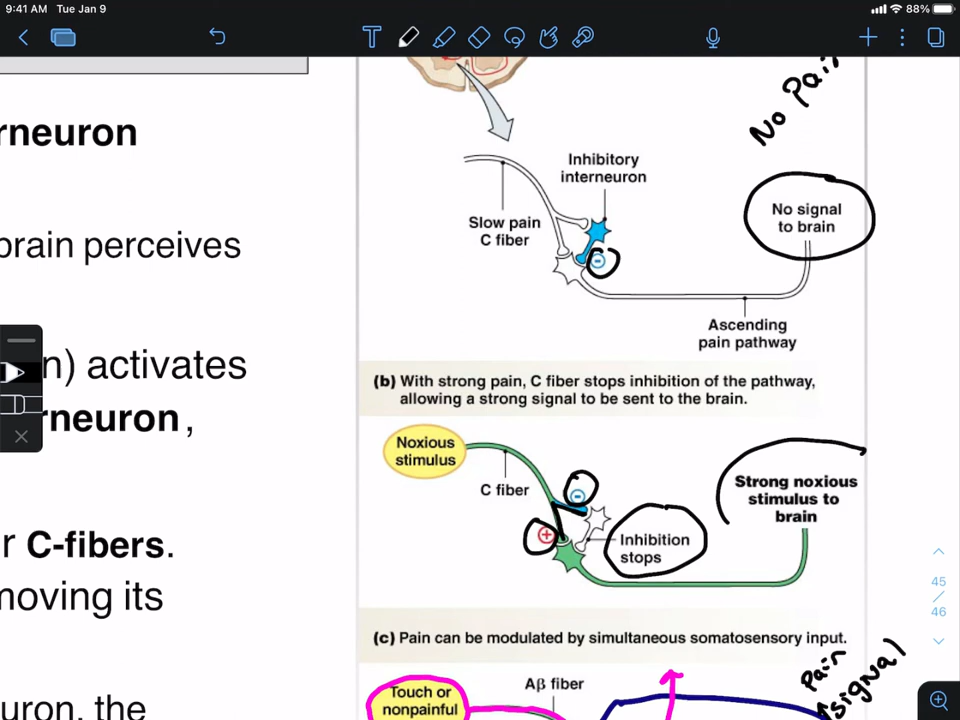 9:41 AM Tue Jan 9
88%
rneuron
brain perceives
n) activates
rneuron,
r C-fibers.
moving its
uron, the
No Pain
Inhibitory
interneuron
Slow pain
C fiber
No signal
to brain
−
Ascending
pain pathway
(b) With strong pain, C fiber stops inhibition of the pathway,
allowing a strong signal to be sent to the brain.
Noxious
stimulus
C fiber
−
+
Inhibition
stops
Strong noxious
stimulus to
brain
(c) Pain can be modulated by simultaneous somatosensory input.
Touch or
nonpainful
Aβ fiber
Pain
signal
45
/
46